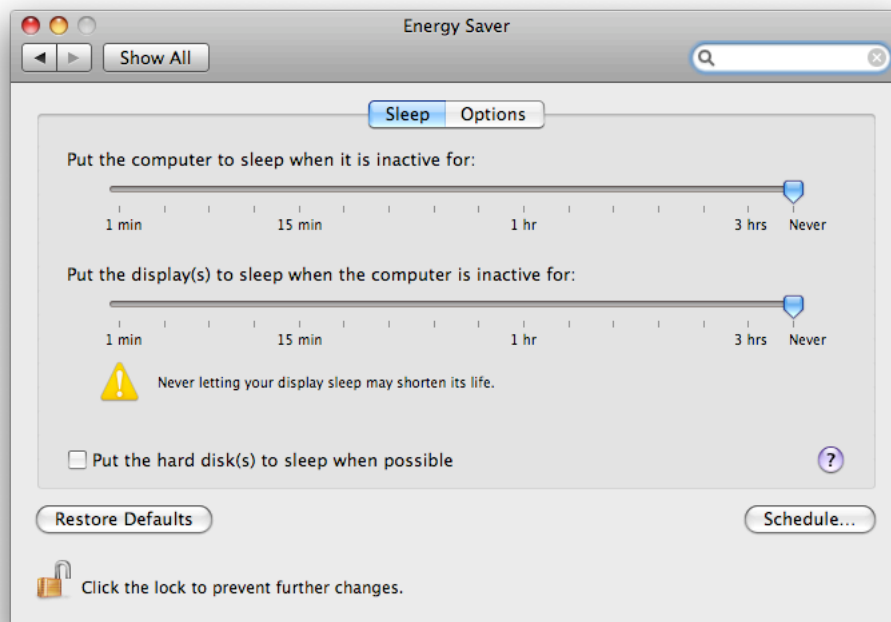 Energy Saver
Show All
Sleep Options
Put the computer to sleep when it is inactive for:
1 min 15 min 1 hr 3 hrs Never
Put the display(s) to sleep when the computer is inactive for:
1 min 15 min 1 hr 3 hrs Never
Never letting your display sleep may shorten its life.
Put the hard disk(s) to sleep when possible
?
Restore Defaults Schedule...
Click the lock to prevent further changes.